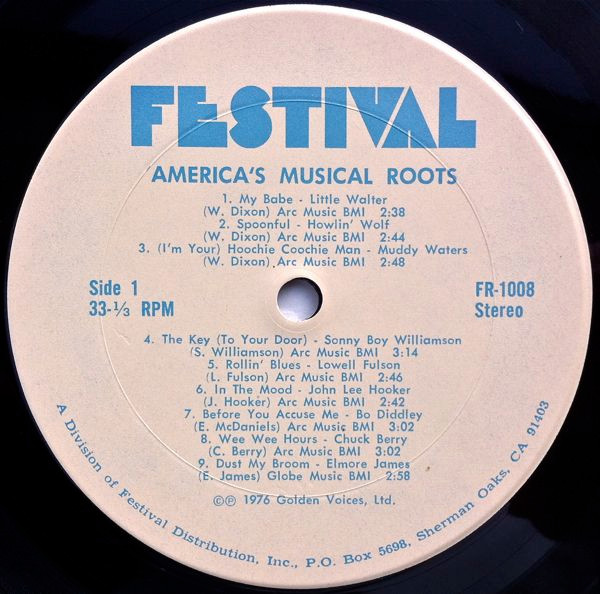 FESTIVAL
AMERICA'S MUSICAL ROOTS
1. My Babe - Little Walter
(W. Dixon) Arc Music BMI 2:38
2. Spoonful - Howlin' Wolf
(W. Dixon) Arc Music BMI 2:44
3. (I'm Your) Hoochie Coochie Man - Muddy Waters
(W. Dixon) Arc Music BMI 2:48
Side 1
33-⅓ RPM
FR-1008
Stereo
4. The Key (To Your Door) - Sonny Boy Williamson
(S. Williamson) Arc Music BMI 3:14
5. Rollin' Blues - Lowell Fulson
(L. Fulson) Arc Music BMI 2:46
6. In The Mood - John Lee Hooker
(J. Hooker) Arc Music BMI 2:42
7. Before You Accuse Me - Bo Diddley
(E. McDaniels) Arc Music BMI 3:02
8. Wee Wee Hours - Chuck Berry
(C. Berry) Arc Music BMI 3:02
9. Dust My Broom - Elmore James
(E. James) Globe Music BMI 2:58
©℗ 1976 Golden Voices, Ltd.
A Division of Festival Distribution, Inc., P.O. Box 5698, Sherman Oaks, CA 91403